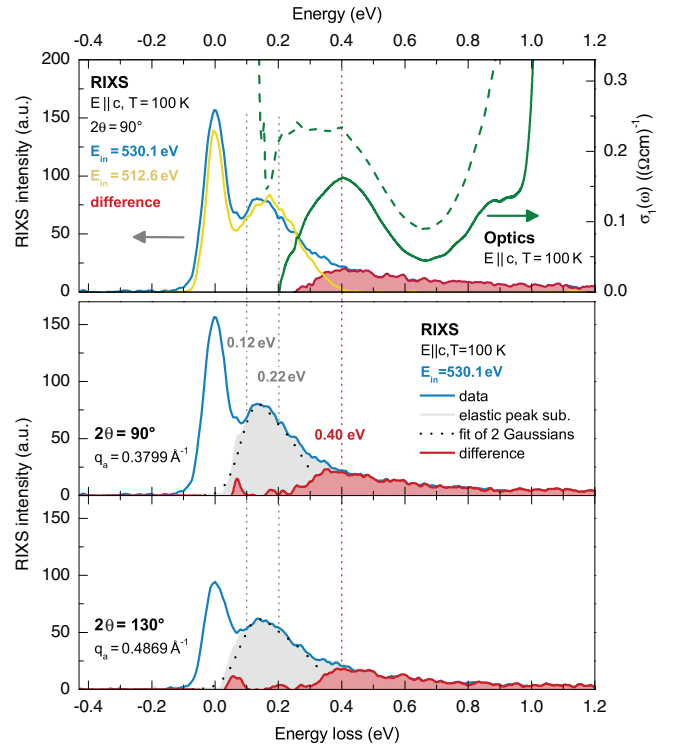 Energy (eV)
-0.4 -0.2 0.0 0.2 0.4 0.6 0.8 1.0 1.2
200
150
100
50
0
RIXS intensity (a.u.)
RIXS
E || c, T = 100 K
2θ = 90°
E_in = 530.1 eV
E_in = 512.6 eV
difference
Optics
E || c, T = 100 K
0.3
0.2
0.1
0.0
σ₁(ω) ((Ωcm)⁻¹)
150
100
50
0
RIXS intensity (a.u.)
0.12 eV
0.22 eV
0.40 eV
2θ = 90°
q_a = 0.3799 Å⁻¹
RIXS
E||c,T=100 K
E_in=530.1 eV
data
elastic peak sub.
fit of 2 Gaussians
difference
150
100
50
0
RIXS intensity (a.u.)
2θ = 130°
q_a = 0.4869 Å⁻¹
-0.4 -0.2 0.0 0.2 0.4 0.6 0.8 1.0 1.2
Energy loss (eV)